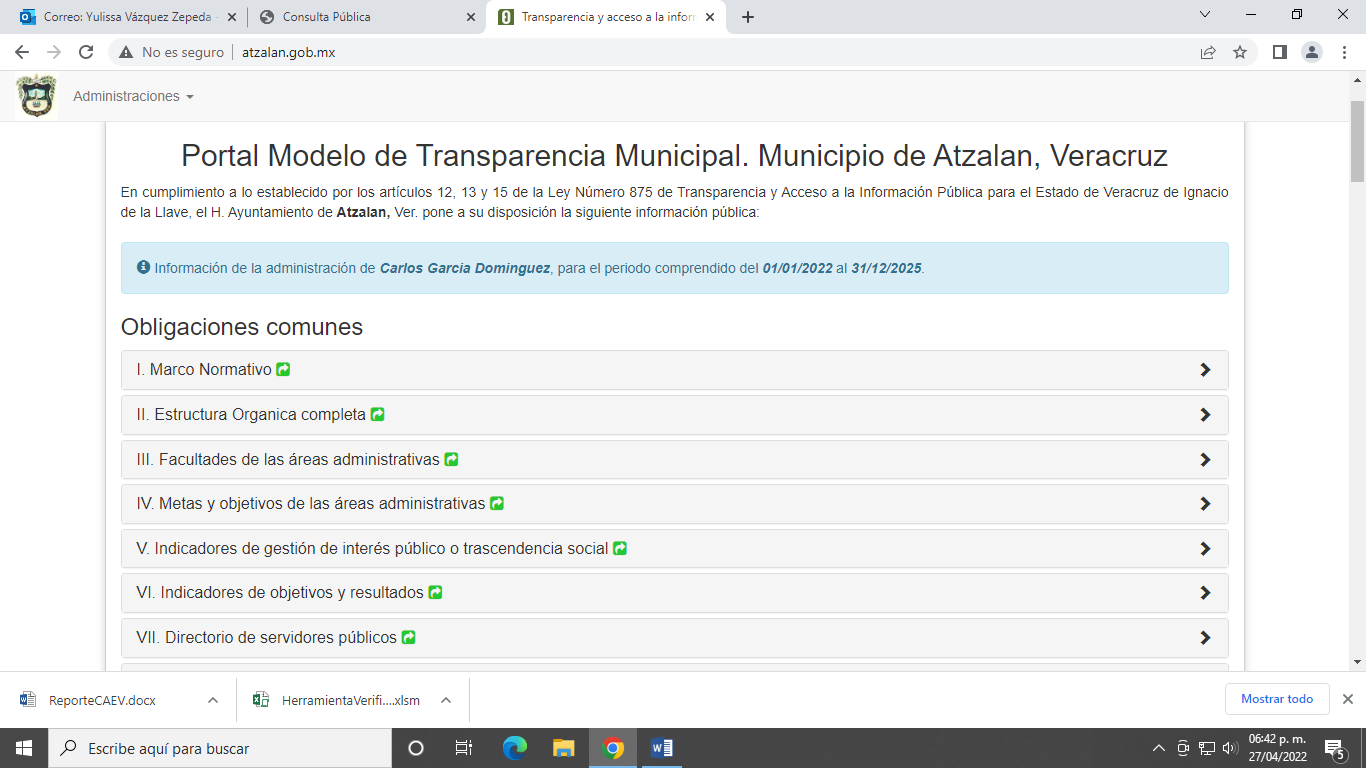 Correo: Yulissa Vázquez Zepeda -
Consulta Pública
Transparencia y acceso a la infor
No es seguro
atzalan.gob.mx
Administraciones
Portal Modelo de Transparencia Municipal. Municipio de Atzalan, Veracruz
En cumplimiento a lo establecido por los artículos 12, 13 y 15 de la Ley Número 875 de Transparencia y Acceso a la Información Pública para el Estado de Veracruz de Ignacio
de la Llave, el H. Ayuntamiento de Atzalan, Ver. pone a su disposición la siguiente información pública:
Información de la administración de Carlos Garcia Dominguez, para el periodo comprendido del 01/01/2022 al 31/12/2025.
Obligaciones comunes
I. Marco Normativo
II. Estructura Organica completa
III. Facultades de las áreas administrativas
IV. Metas y objetivos de las áreas administrativas
V. Indicadores de gestión de interés público o trascendencia social
VI. Indicadores de objetivos y resultados
VII. Directorio de servidores públicos
ReporteCAEV.docx
HerramientaVerifi....xlsm
Mostrar todo
Escribe aquí para buscar
06:42 p. m.
27/04/2022
5